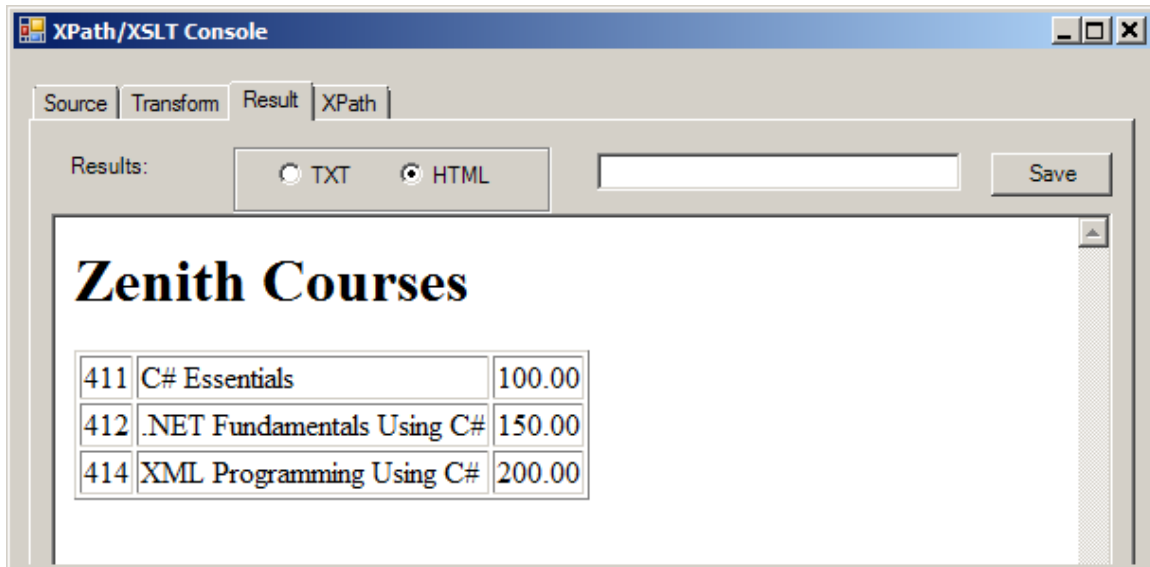 XPath/XSLT Console
Source Transform Result XPath
Results: TXT HTML Save
Zenith Courses
411 C# Essentials 100.00
412 .NET Fundamentals Using C# 150.00
414 XML Programming Using C# 200.00